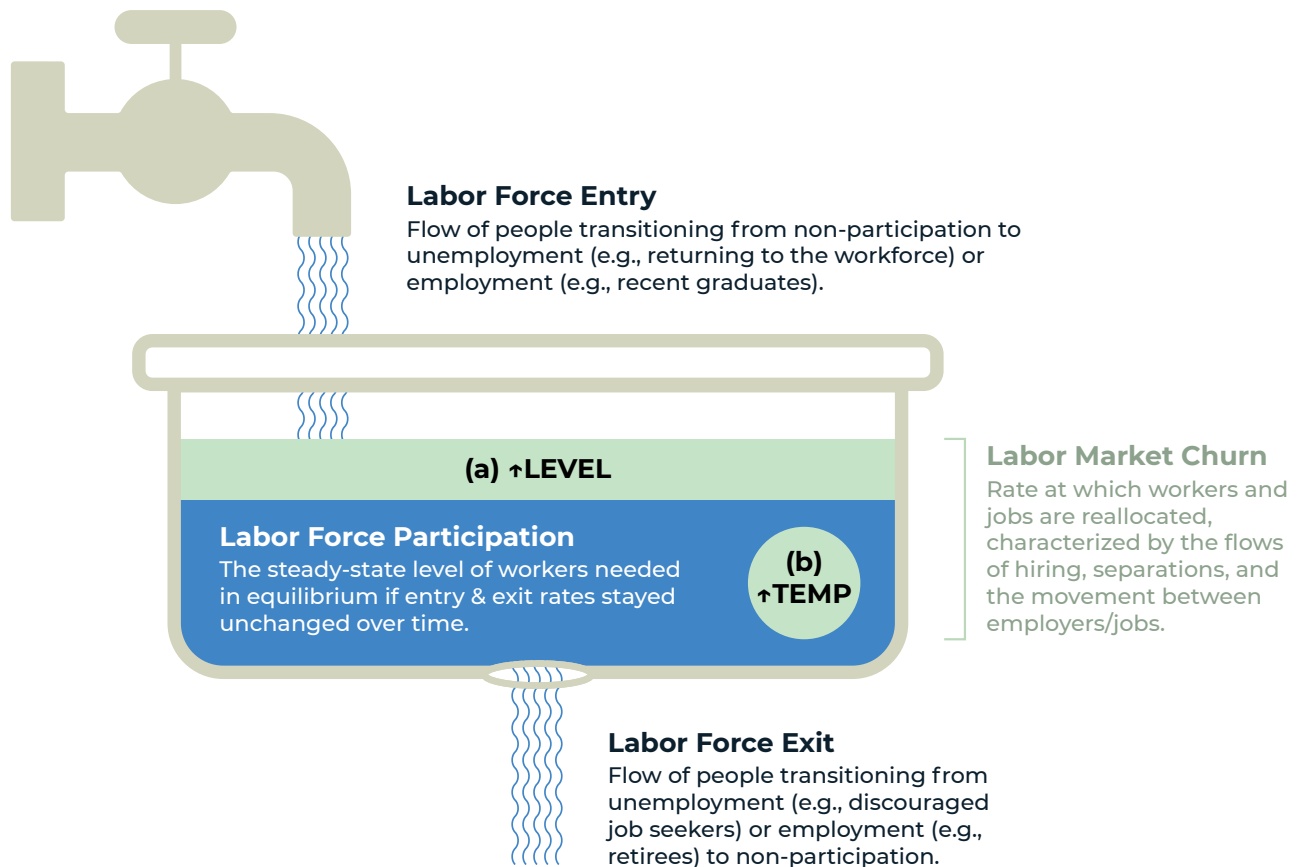 Labor Force Entry
Flow of people transitioning from non-participation to
unemployment (e.g., returning to the workforce) or
employment (e.g., recent graduates).
(a) ↑LEVEL
Labor Force Participation
The steady-state level of workers needed
in equilibrium if entry & exit rates stayed
unchanged over time.
(b)
↑TEMP
Labor Market Churn
Rate at which workers and
jobs are reallocated,
characterized by the flows
of hiring, separations, and
the movement between
employers/jobs.
Labor Force Exit
Flow of people transitioning from
unemployment (e.g., discouraged
job seekers) or employment (e.g.,
retirees) to non-participation.